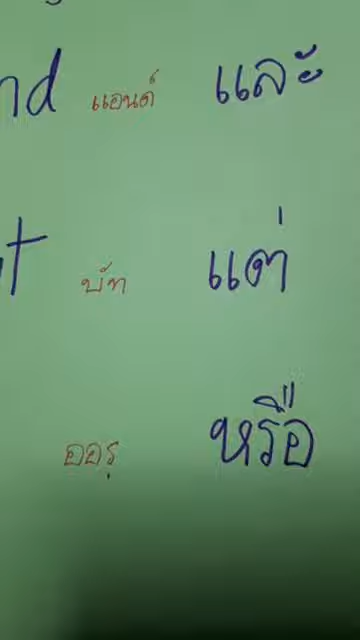 nd แอนด์ และ
t บัท แต่
ออรฺ หรือ